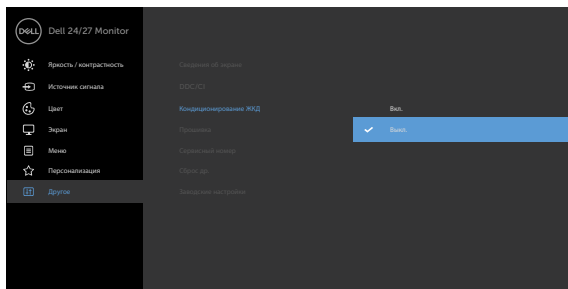 DELL Dell 24/27 Monitor
Яркость / контрастность
Сведения об экране
Источник сигнала
DDC/CI
Цвет
Кондиционирование ЖКД
Вкл.
Экран
Прошивка
Выкл.
Меню
Сервисный номер
Персонализация
Сброс др.
Другое
Заводские настройки